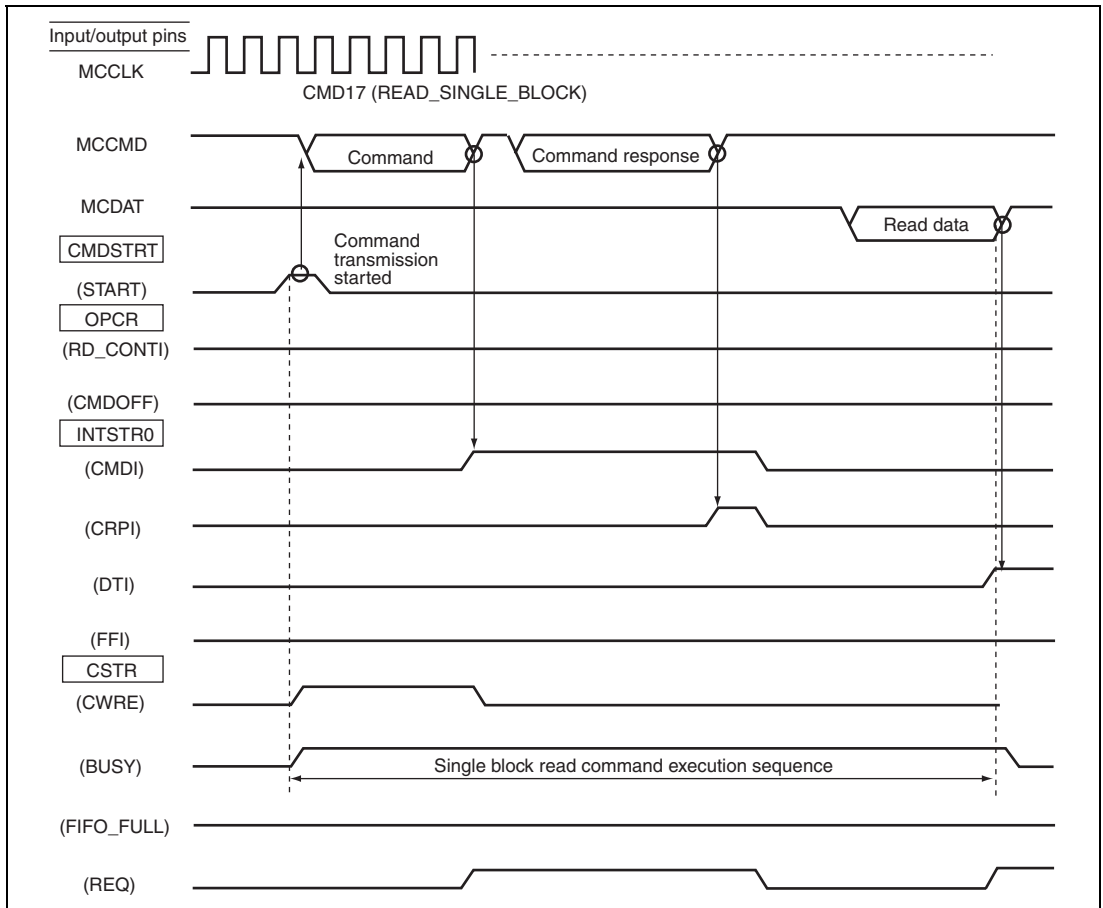 Input/output pins
MCCLK
CMD17 (READ_SINGLE_BLOCK)
MCCMD
Command
Command response
MCDAT
Read data
CMDSTRT
Command
transmission
started
(START)
OPCR
(RD_CONTI)
(CMDOFF)
INTSTR0
(CMDI)
(CRPI)
(DTI)
(FFI)
CSTR
(CWRE)
(BUSY)
Single block read command execution sequence
(FIFO_FULL)
(REQ)